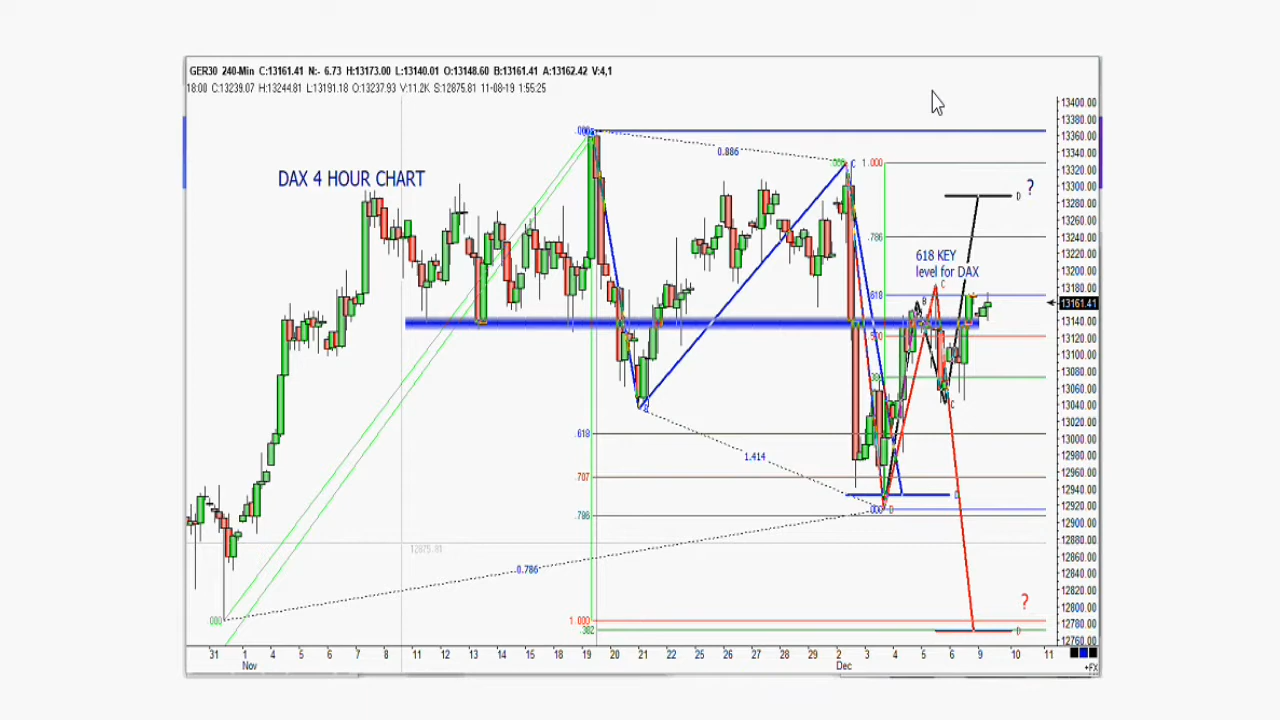 GER30 240-Min C:13161.41 N:- 6.73 H:13173.00 L:13140.01 O:13148.60 B:13161.41 A:13162.42 V:4,1
18:00 C:13239.07 H:13244.81 L:13191.18 O:13237.93 V:11.2K S:12875.81 11-08-19 1:55:25
13400.00
13380.00
.000
13360.00
13340.00
0.886
C
1.000
13320.00
DAX 4 HOUR CHART
?
13300.00
D
13280.00
13260.00
.786
13240.00
13220.00
618 KEY
level for DAX
13200.00
C
13180.00
.618
B
13161.41
13140.00
13120.00
13100.00
13080.00
13060.00
B
C
13040.00
13020.00
.618
13000.00
1.414
12980.00
.707
12960.00
12940.00
D
.000
D
12920.00
.786
12900.00
12880.00
12875.81
12860.00
0.786
12840.00
12820.00
?
12800.00
.000
1.000
12780.00
.382
D
12760.00
31 1 4 5 6 7 8 11 12 13 14 15 18 19 20 21 22 25 26 27 28 29 2 3 4 5 6 9 10 11
Nov Dec
+FX